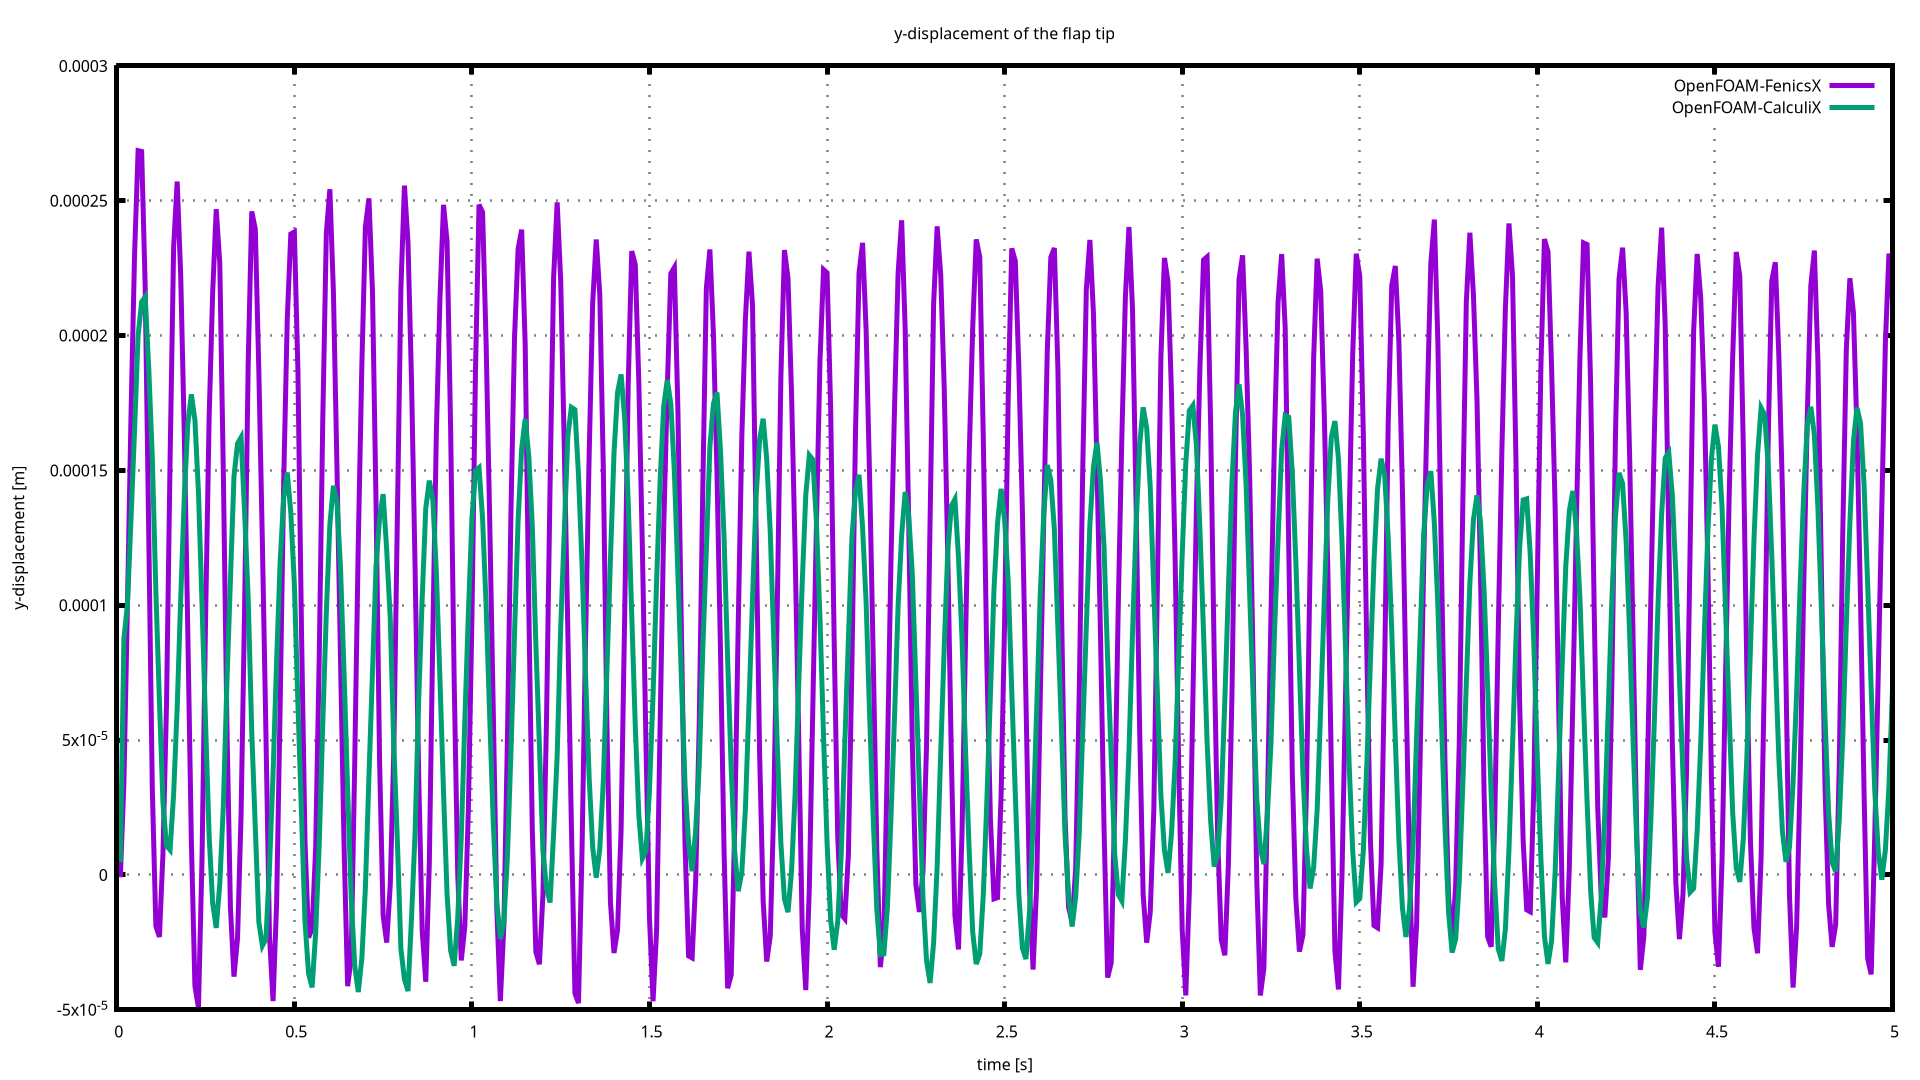 y-displacement of the flap tip
OpenFOAM-FenicsX
OpenFOAM-CalculiX
0.0003
0.00025
0.0002
0.00015
0.0001
5x10⁻⁵
0
-5x10⁻⁵
y-displacement [m]
0 0.5 1 1.5 2 2.5 3 3.5 4 4.5 5
time [s]